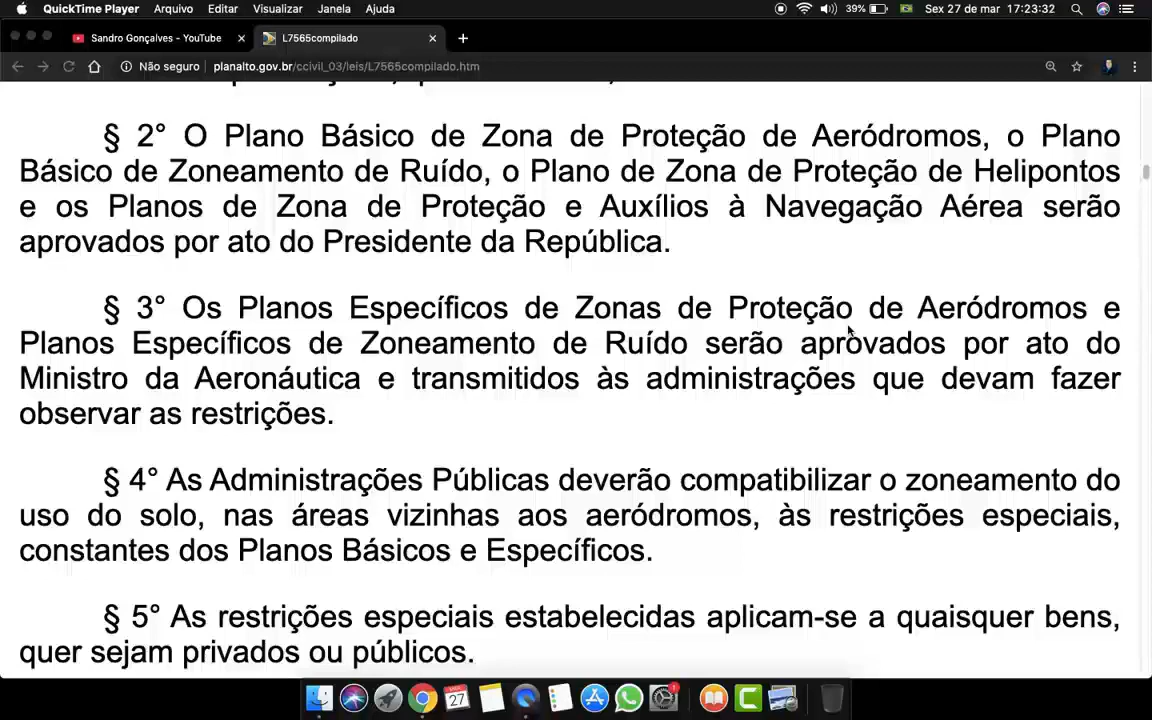 QuickTime Player Arquivo Editar Visualizar Janela Ajuda 39% Sex 27 de mar 17:23:32
Sandro Gonçalves - YouTube L7565compilado
Não seguro planalto.gov.br/ccivil_03/leis/L7565compilado.htm
§ 2° O Plano Básico de Zona de Proteção de Aeródromos, o Plano
Básico de Zoneamento de Ruído, o Plano de Zona de Proteção de Helipontos
e os Planos de Zona de Proteção e Auxílios à Navegação Aérea serão
aprovados por ato do Presidente da República.
§ 3° Os Planos Específicos de Zonas de Proteção de Aeródromos e
Planos Específicos de Zoneamento de Ruído serão aprovados por ato do
Ministro da Aeronáutica e transmitidos às administrações que devam fazer
observar as restrições.
§ 4° As Administrações Públicas deverão compatibilizar o zoneamento do
uso do solo, nas áreas vizinhas aos aeródromos, às restrições especiais,
constantes dos Planos Básicos e Específicos.
§ 5° As restrições especiais estabelecidas aplicam-se a quaisquer bens,
quer sejam privados ou públicos.
27
1